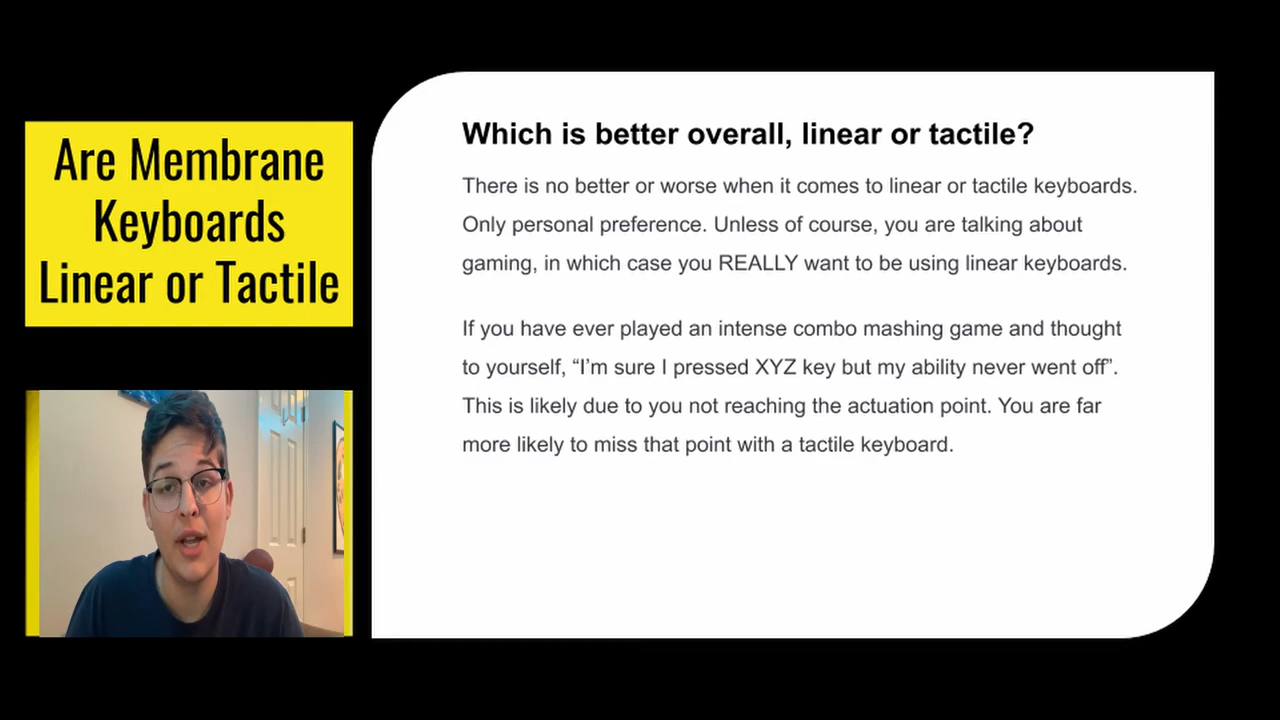 Are Membrane
Keyboards
Linear or Tactile
Which is better overall, linear or tactile?
There is no better or worse when it comes to linear or tactile keyboards.
Only personal preference. Unless of course, you are talking about
gaming, in which case you REALLY want to be using linear keyboards.
If you have ever played an intense combo mashing game and thought
to yourself, “I’m sure I pressed XYZ key but my ability never went off”.
This is likely due to you not reaching the actuation point. You are far
more likely to miss that point with a tactile keyboard.